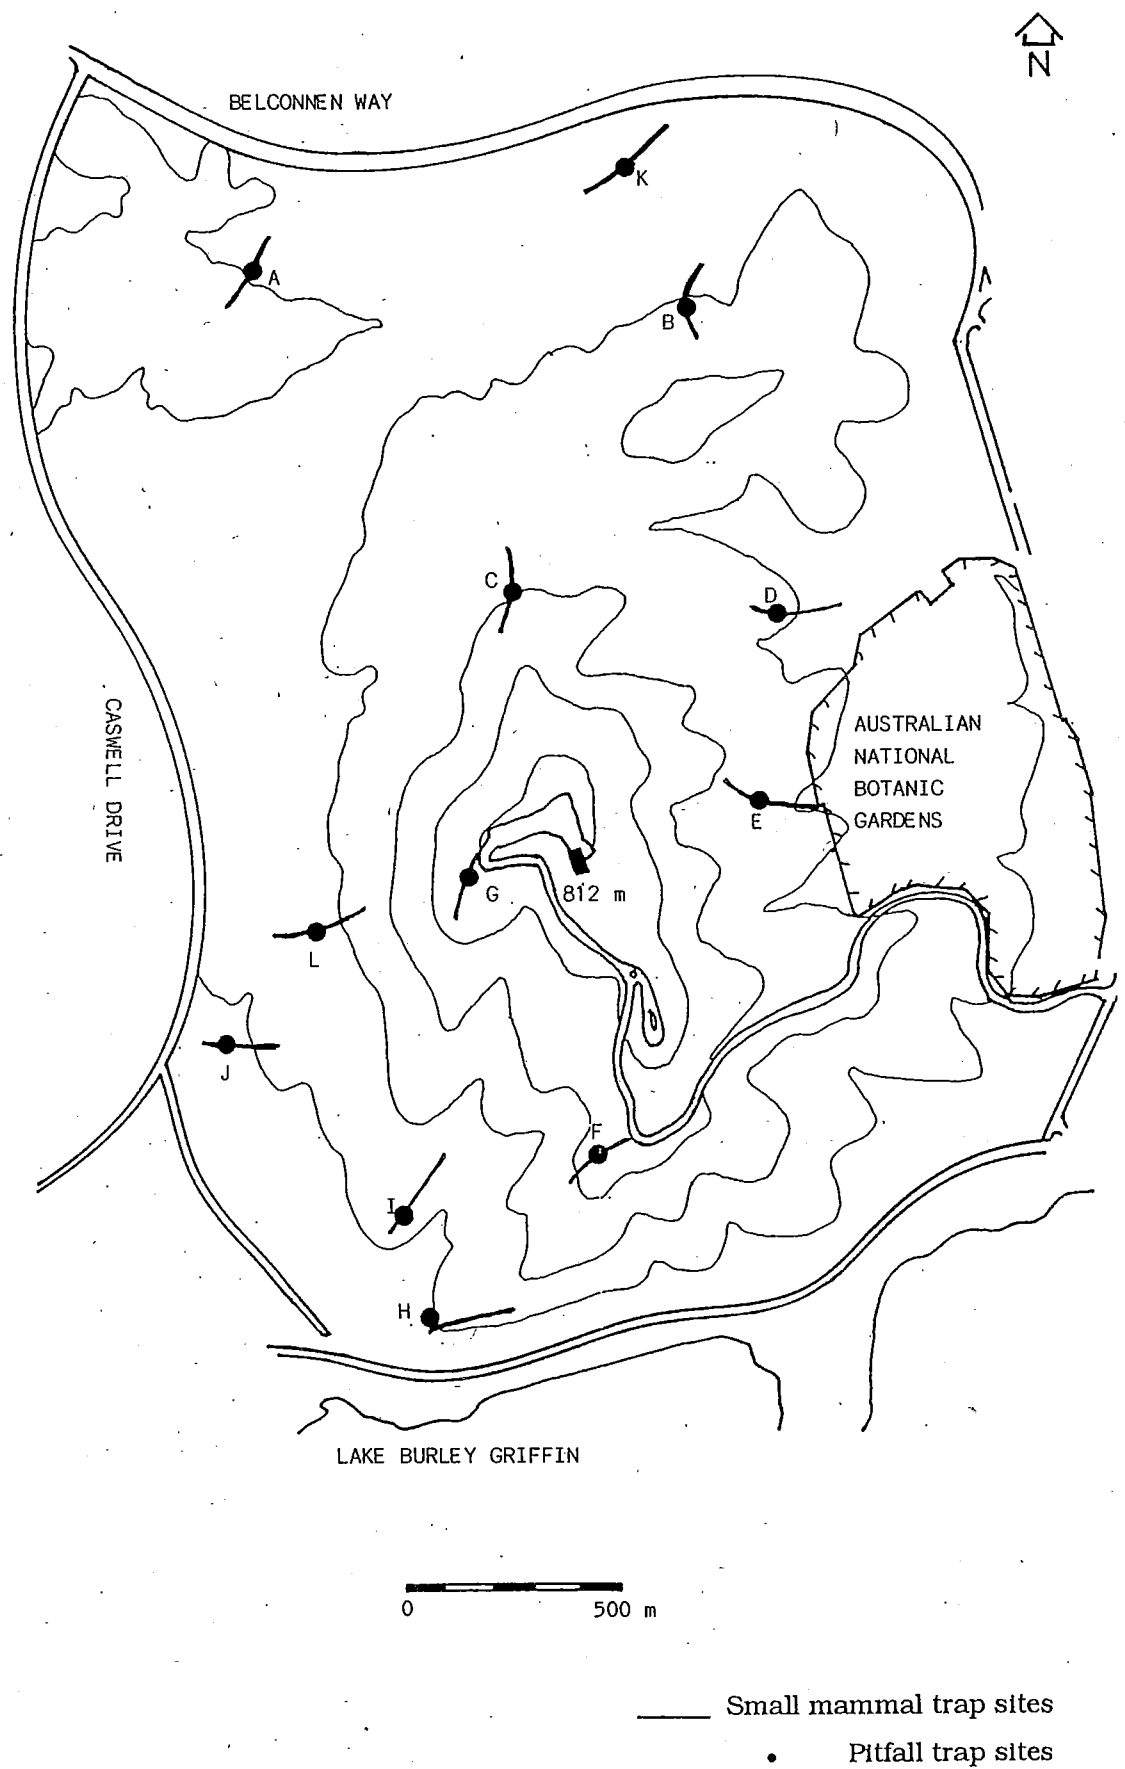 N
BELCONNEN WAY
K
A
B
C
D
CASWELL DRIVE
AUSTRALIAN
NATIONAL
BOTANIC
GARDENS
E
G
812 m
L
J
F
I
H
LAKE BURLEY GRIFFIN
0
500 m
Small mammal trap sites
Pitfall trap sites